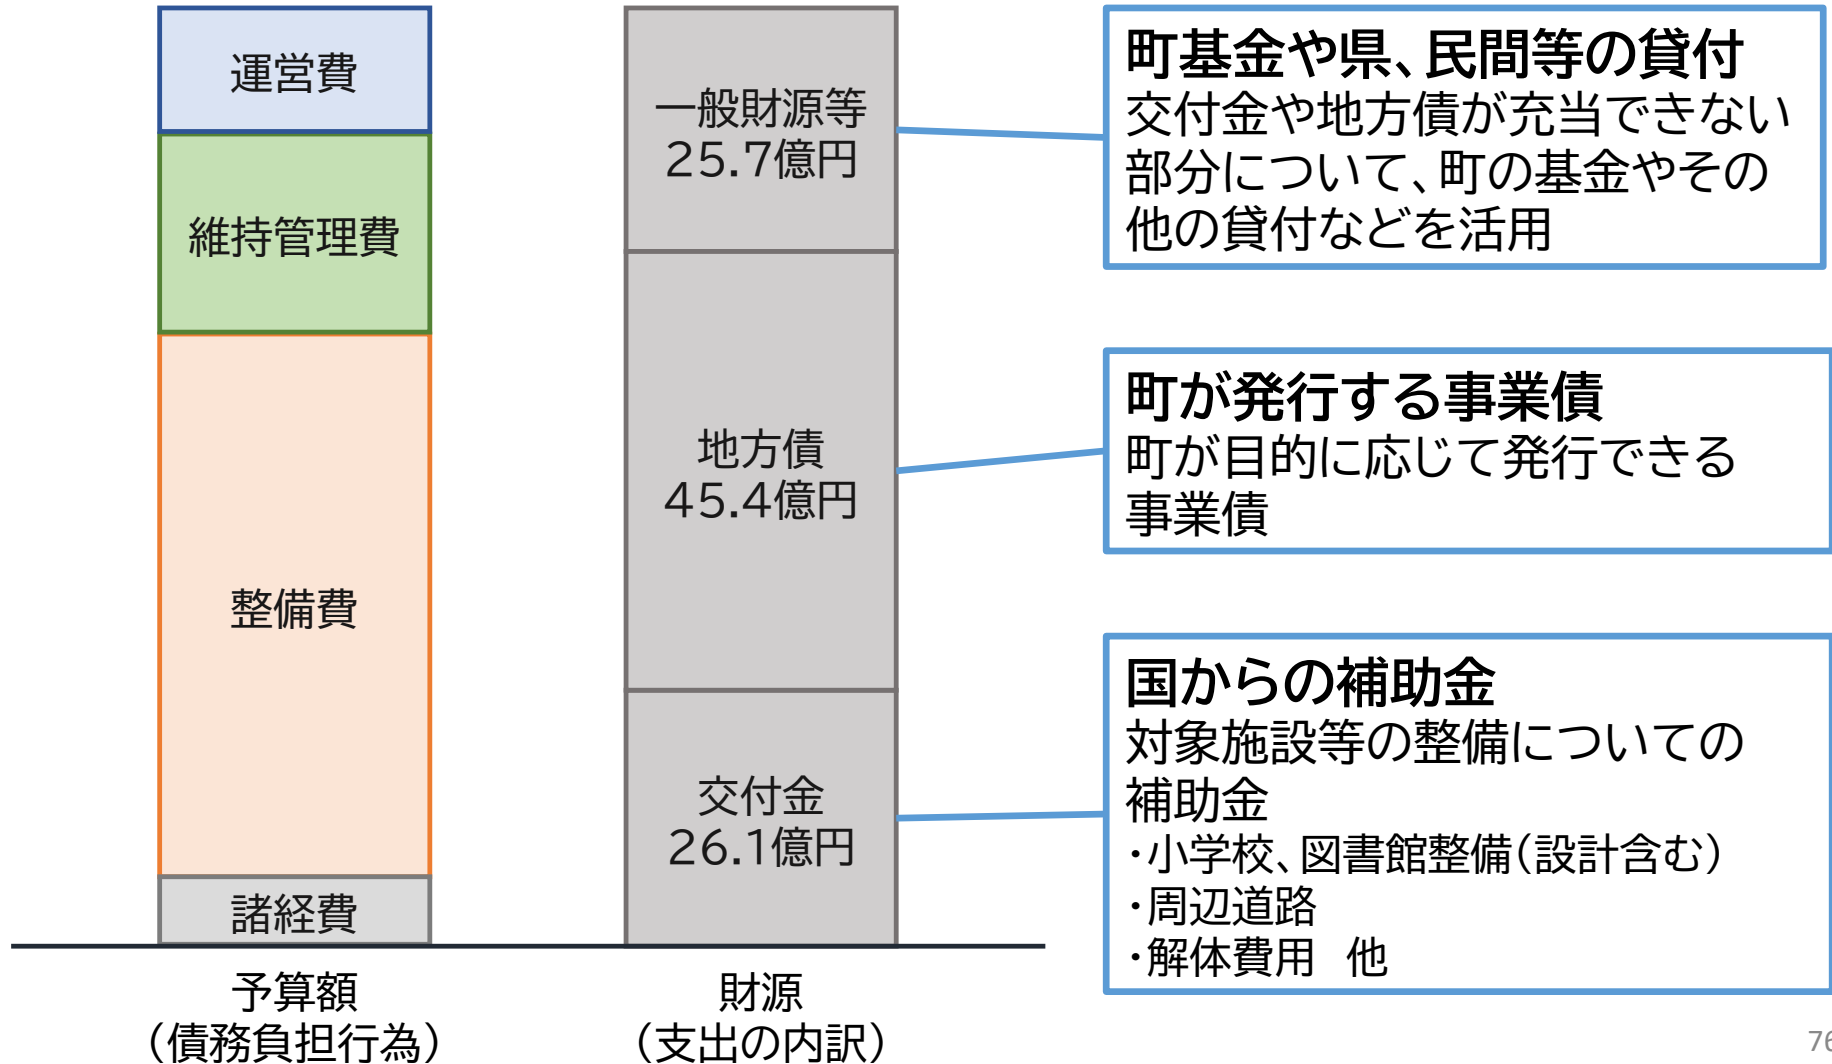 運営費
維持管理費
整備費
諸経費
予算額
（債務負担行為）
一般財源等
25.7億円
地方債
45.4億円
交付金
26.1億円
財源
（支出の内訳）
町基金や県、民間等の貸付
交付金や地方債が充当できない
部分について、町の基金やその
他の貸付などを活用
町が発行する事業債
町が目的に応じて発行できる
事業債
国からの補助金
対象施設等の整備についての
補助金
・小学校、図書館整備（設計含む）
・周辺道路
・解体費用　他
76